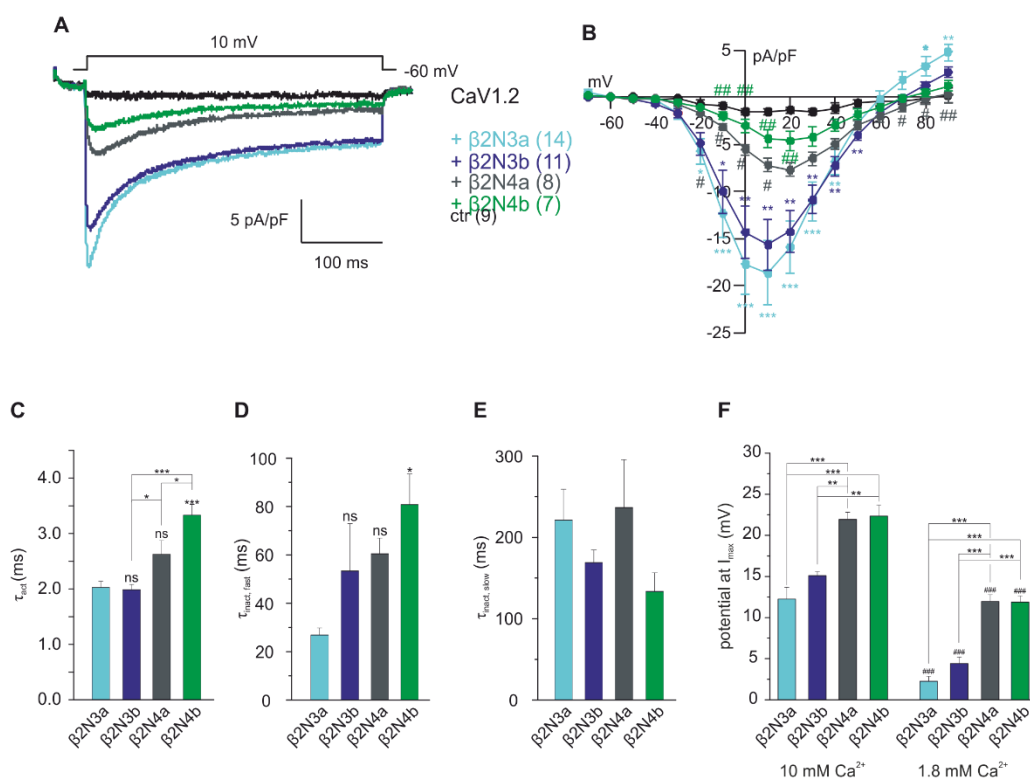 A
10 mV
-60 mV
CaV1.2
+ β2N3a (14)
+ β2N3b (11)
+ β2N4a (8)
+ β2N4b (7)
ctr (9)
5 pA/pF
100 ms
B
5
pA/pF
mV
-60
-40
-20
20
40
60
80
-5
-10
-15
-20
-25
*
**
***
#
##
C
τact (ms)
4.0
3.0
2.0
1.0
0.0
***
*
*
***
ns
ns
β2N3a
β2N3b
β2N4a
β2N4b
D
τinact, fast (ms)
100
80
60
40
20
0
ns
ns
*
β2N3a
β2N3b
β2N4a
β2N4b
E
τinact, slow (ms)
300
200
100
0
β2N3a
β2N3b
β2N4a
β2N4b
F
potential at Imax (mV)
30
25
20
15
10
5
0
***
***
**
**
***
***
***
***
###
###
###
###
β2N3a
β2N3b
β2N4a
β2N4b
β2N3a
β2N3b
β2N4a
β2N4b
10 mM Ca²⁺
1.8 mM Ca²⁺